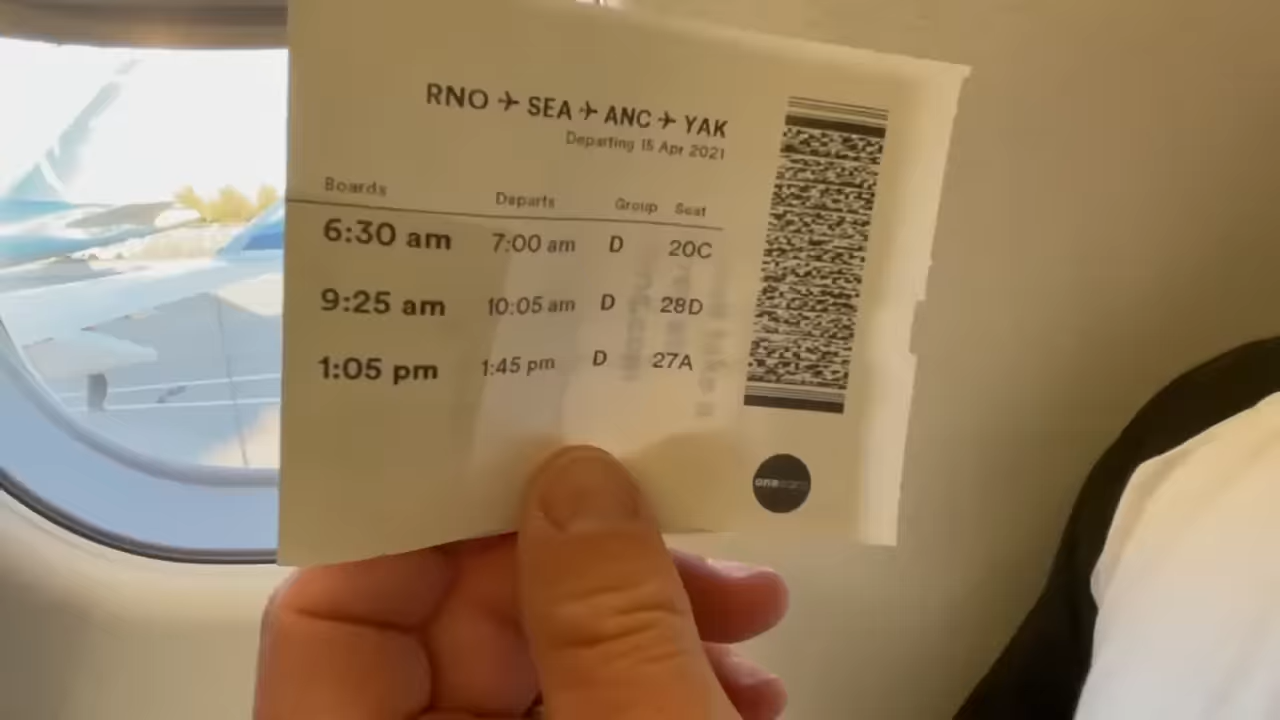 RNO ✈ SEA ✈ ANC ✈ YAK
Departing 15 Apr 2021
Boards Departs Group Seat
6:30 am 7:00 am D 20C
9:25 am 10:05 am D 28D
1:05 pm 1:45 pm D 27A
oneworld